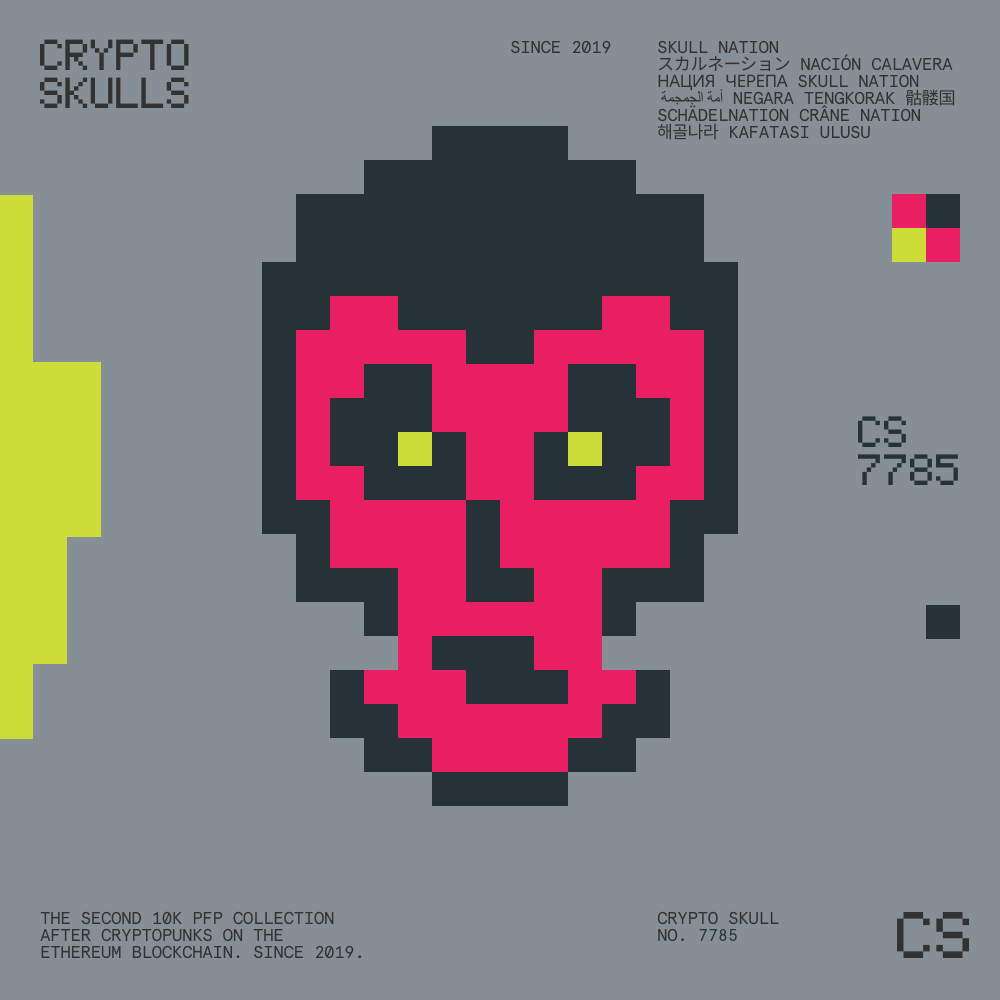 CRYPTO
SKULLS
SINCE 2019
SKULL NATION
スカルネーション NACIÓN CALAVERA
НАЦИЯ ЧЕРЕПА SKULL NATION
أمة الجمجمة NEGARA TENGKORAK 骷髅国
SCHÄDELNATION CRÂNE NATION
해골나라 KAFATASI ULUSU
CS
7785
THE SECOND 10K PFP COLLECTION
AFTER CRYPTOPUNKS ON THE
ETHEREUM BLOCKCHAIN. SINCE 2019.
CRYPTO SKULL
NO. 7785
CS